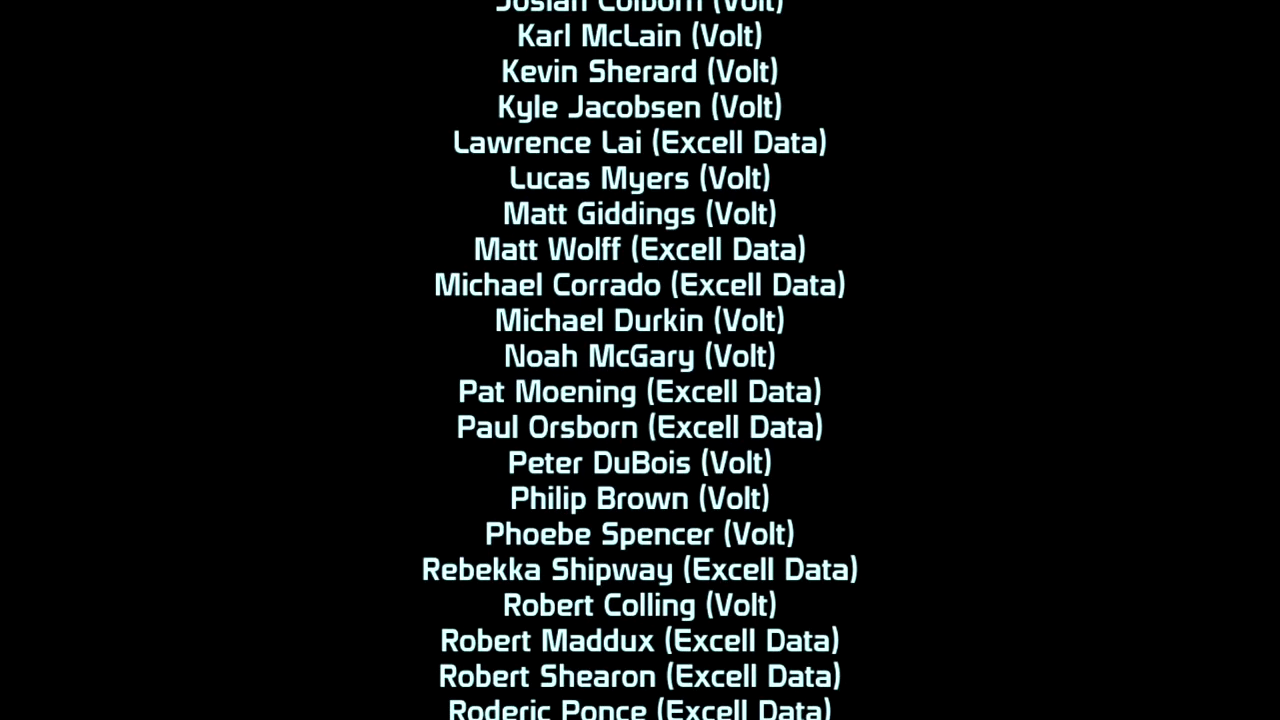 Josiah Colborn (Volt)
Karl McLain (Volt)
Kevin Sherard (Volt)
Kyle Jacobsen (Volt)
Lawrence Lai (Excell Data)
Lucas Myers (Volt)
Matt Giddings (Volt)
Matt Wolff (Excell Data)
Michael Corrado (Excell Data)
Michael Durkin (Volt)
Noah McGary (Volt)
Pat Moening (Excell Data)
Paul Orsborn (Excell Data)
Peter DuBois (Volt)
Philip Brown (Volt)
Phoebe Spencer (Volt)
Rebekka Shipway (Excell Data)
Robert Colling (Volt)
Robert Maddux (Excell Data)
Robert Shearon (Excell Data)
Roderic Ponce (Excell Data)